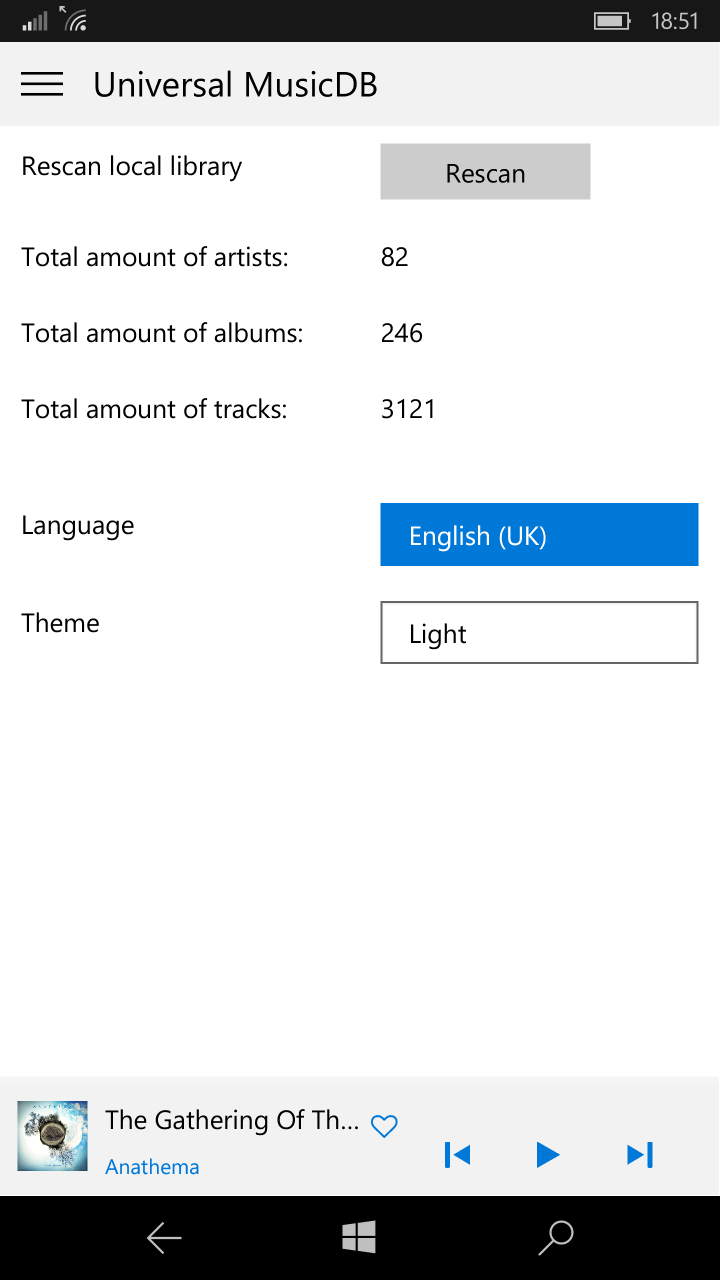 18:51
Universal MusicDB
Rescan local library Rescan
Total amount of artists: 82
Total amount of albums: 246
Total amount of tracks: 3121
Language English (UK)
Theme Light
The Gathering Of Th...
Anathema